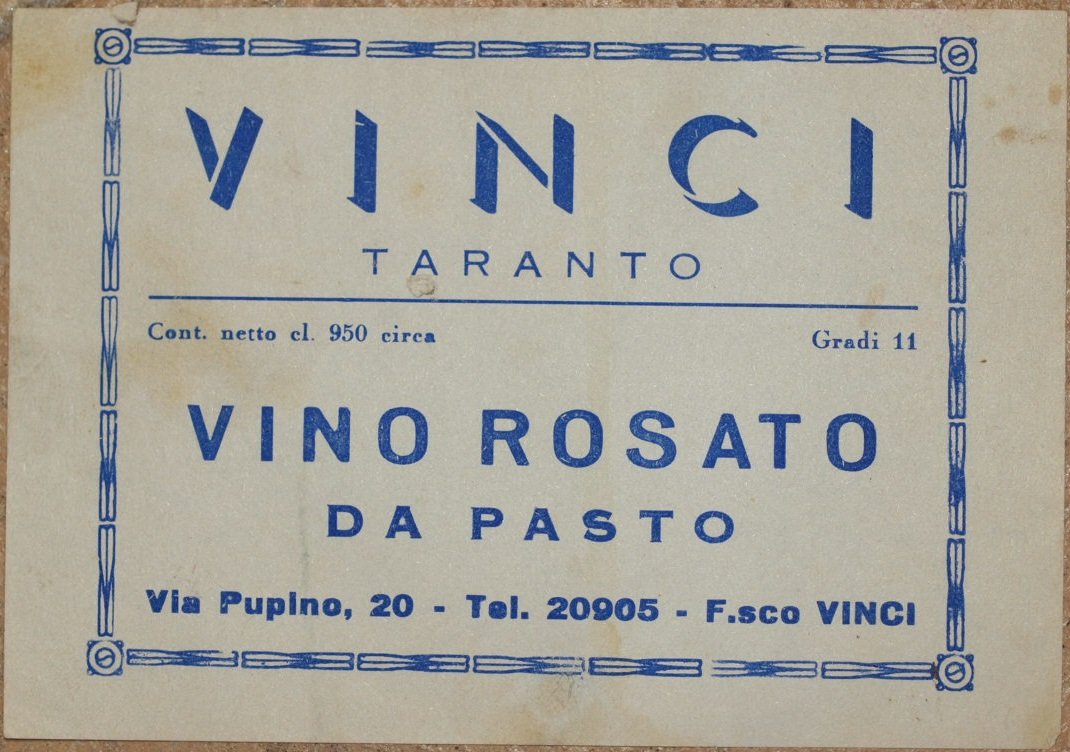 VINCI
TARANTO
Cont. netto cl. 950 circa Gradi 11
VINO ROSATO
DA PASTO
Via Pupino, 20 - Tel. 20905 - F.sco VINCI